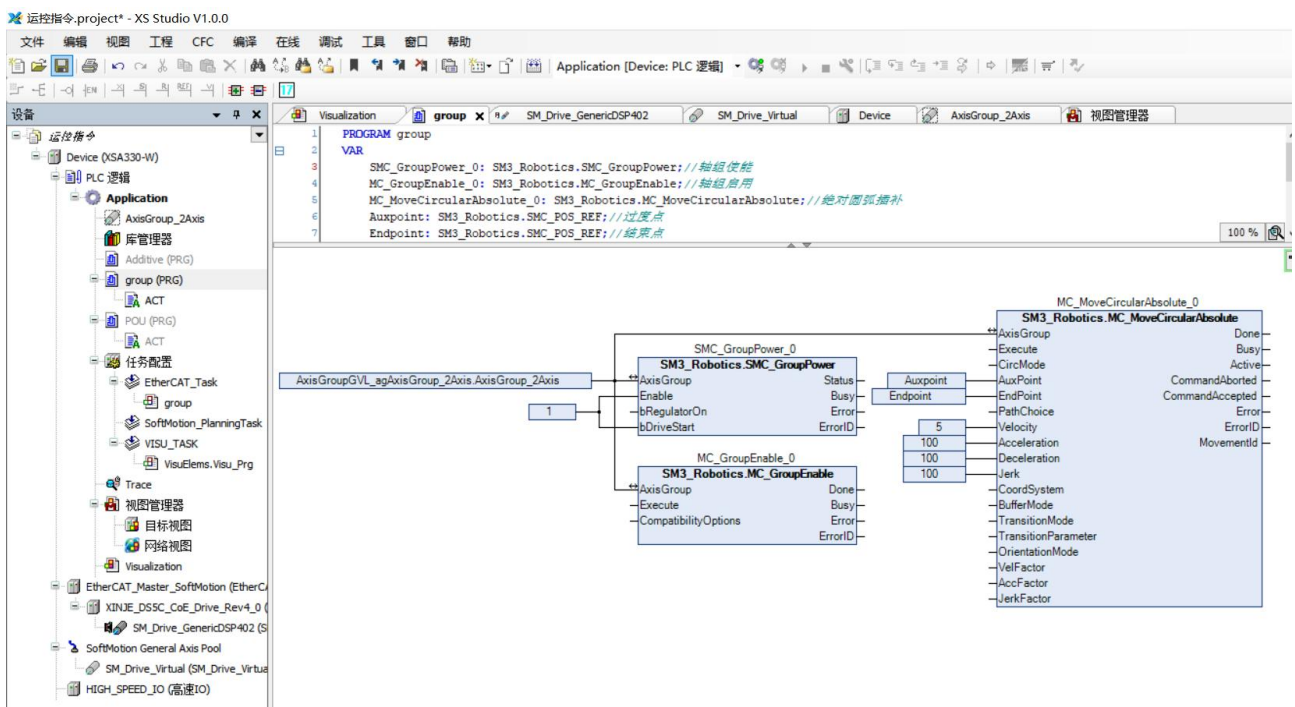 运控指令.project* - XS Studio V1.0.0
文件 编辑 视图 工程 CFC 编译 在线 调试 工具 窗口 帮助
Application [Device: PLC 逻辑]
设备
Visualization group SM_Drive_GenericDSP402 SM_Drive_Virtual Device AxisGroup_2Axis 视图管理器
运控指令
Device (XSA330-W)
PLC 逻辑
Application
AxisGroup_2Axis
库管理器
Additive (PRG)
group (PRG)
ACT
POU (PRG)
ACT
任务配置
EtherCAT_Task
group
SoftMotion_PlanningTask
VISU_TASK
VisuElems.Visu_Prg
Trace
视图管理器
目标视图
网络视图
Visualization
EtherCAT_Master_SoftMotion (EtherCA
XINJE_DS5C_CoE_Drive_Rev4_0 (
SM_Drive_GenericDSP402 (S
SoftMotion General Axis Pool
SM_Drive_Virtual (SM_Drive_Virtua
HIGH_SPEED_IO (高速IO)
1 PROGRAM group
2 VAR
3 SMC_GroupPower_0: SM3_Robotics.SMC_GroupPower;//轴组使能
4 MC_GroupEnable_0: SM3_Robotics.MC_GroupEnable;//轴组启用
5 MC_MoveCircularAbsolute_0: SM3_Robotics.MC_MoveCircularAbsolute;//绝对圆弧插补
6 Auxpoint: SM3_Robotics.SMC_POS_REF;//过度点
7 Endpoint: SM3_Robotics.SMC_POS_REF;//结束点
100 %
AxisGroupGVL_agAxisGroup_2Axis.AxisGroup_2Axis
1
SMC_GroupPower_0
SM3_Robotics.SMC_GroupPower
AxisGroup Status
Enable Busy
bRegulatorOn Error
bDriveStart ErrorID
MC_GroupEnable_0
SM3_Robotics.MC_GroupEnable
AxisGroup Done
Execute Busy
CompatibilityOptions Error
ErrorID
MC_MoveCircularAbsolute_0
SM3_Robotics.MC_MoveCircularAbsolute
AxisGroup Done
Execute Busy
CircMode Active
Auxpoint AuxPoint CommandAborted
Endpoint EndPoint CommandAccepted
PathChoice Error
5 Velocity ErrorID
100 Acceleration MovementId
100 Deceleration
100 Jerk
CoordSystem
BufferMode
TransitionMode
TransitionParameter
OrientationMode
VelFactor
AccFactor
JerkFactor